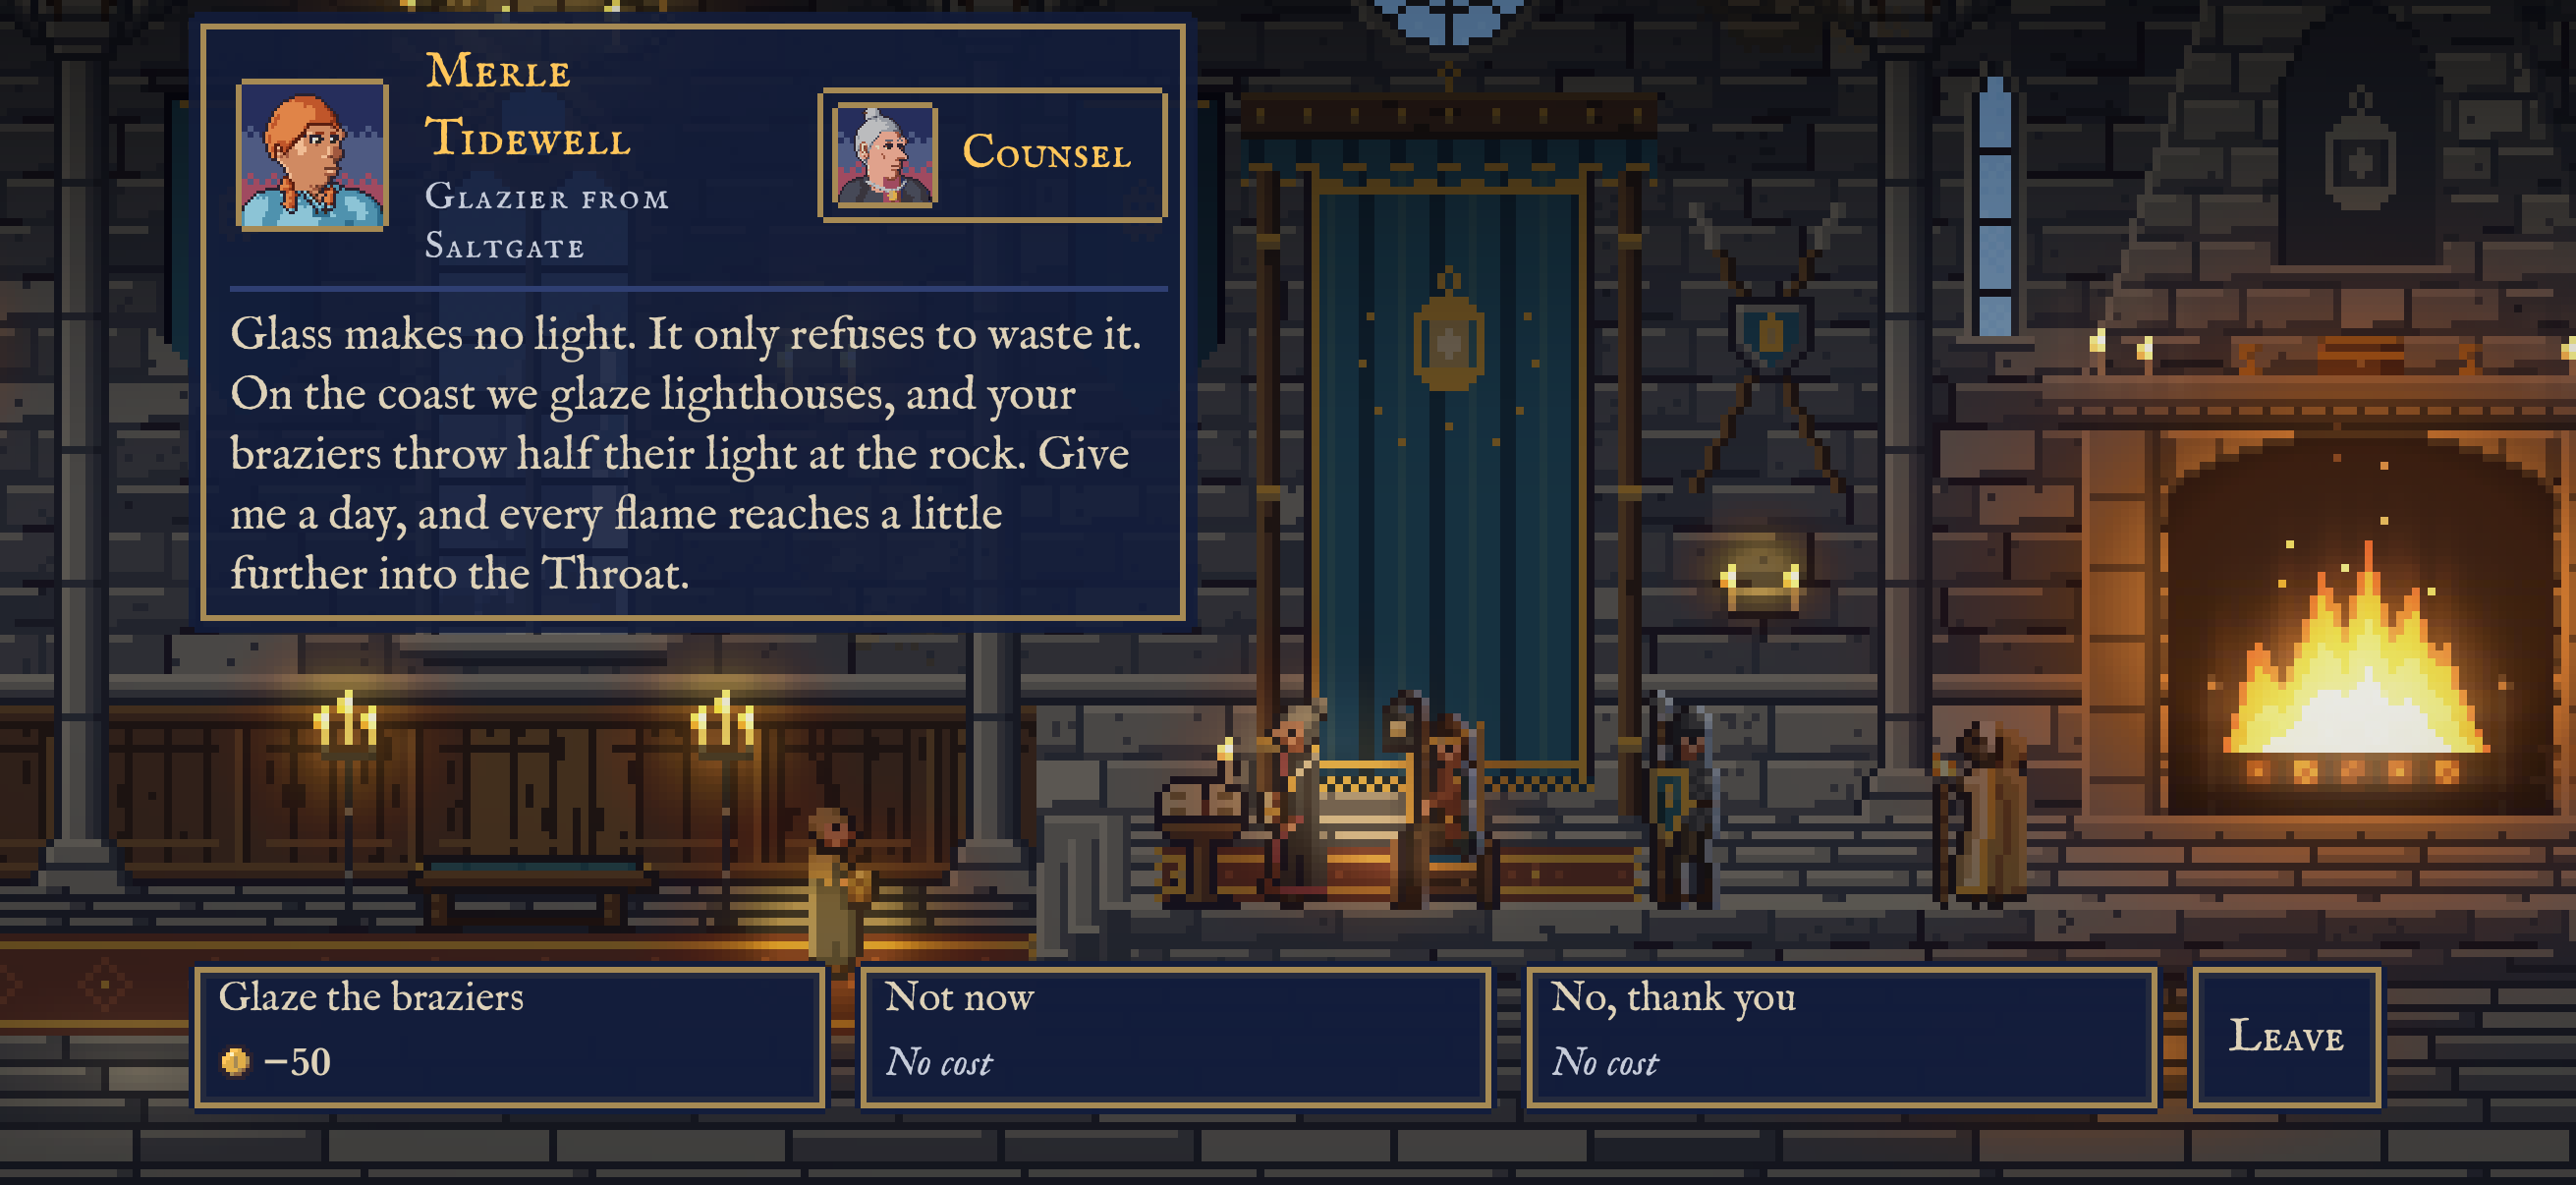 Merle
Tidewell
Glazier from
Saltgate
Counsel
Glass makes no light. It only refuses to waste it.
On the coast we glaze lighthouses, and your
braziers throw half their light at the rock. Give
me a day, and every flame reaches a little
further into the Throat.
Glaze the braziers
−50
Not now
No cost
No, thank you
No cost
Leave